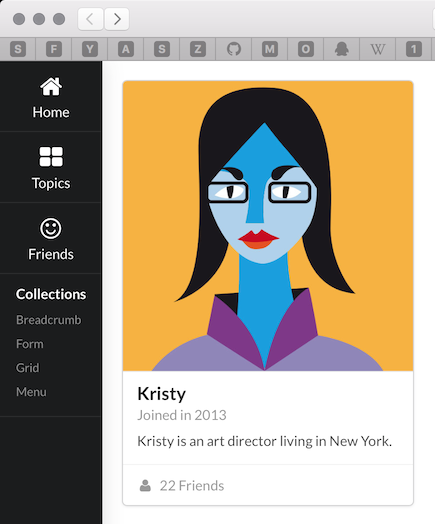 S F Y A S Z M O W 1
Home
Topics
Friends
Collections
Breadcrumb
Form
Grid
Menu
Kristy
Joined in 2013
Kristy is an art director living in New York.
22 Friends